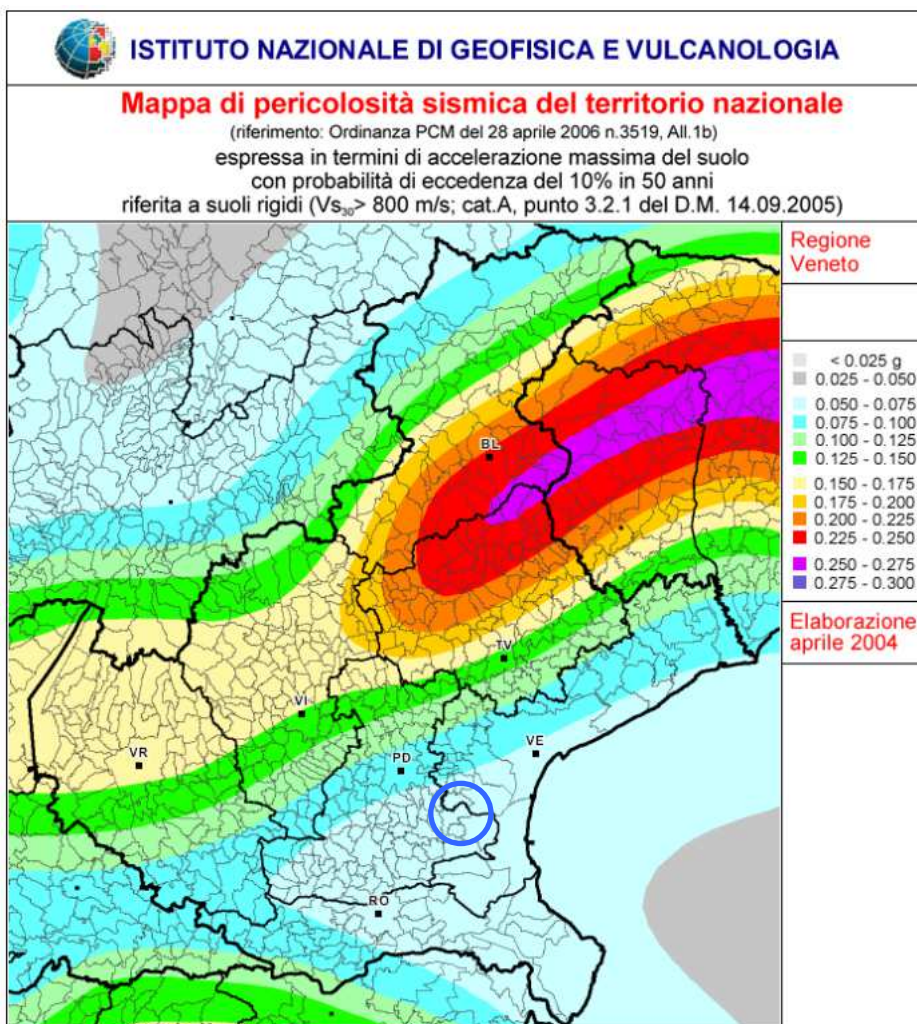 ISTITUTO NAZIONALE DI GEOFISICA E VULCANOLOGIA
Mappa di pericolosità sismica del territorio nazionale
(riferimento: Ordinanza PCM del 28 aprile 2006 n.3519, All.1b)
espressa in termini di accelerazione massima del suolo
con probabilità di eccedenza del 10% in 50 anni
riferita a suoli rigidi (Vs₃₀> 800 m/s; cat.A, punto 3.2.1 del D.M. 14.09.2005)
Regione
Veneto
< 0.025 g
0.025 - 0.050
0.050 - 0.075
0.075 - 0.100
0.100 - 0.125
0.125 - 0.150
0.150 - 0.175
0.175 - 0.200
0.200 - 0.225
0.225 - 0.250
0.250 - 0.275
0.275 - 0.300
Elaborazione
aprile 2004
BL
TV
VI
VE
VR
PD
RO